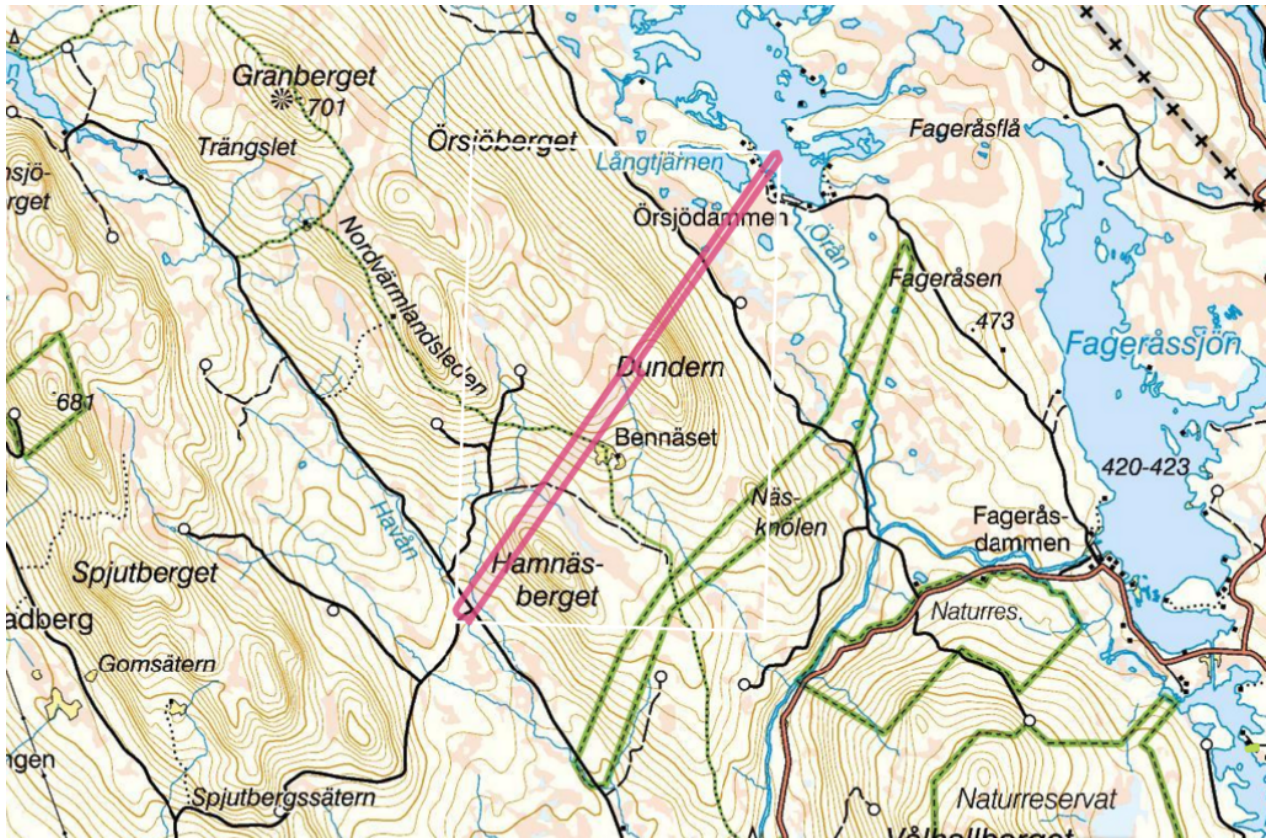 Granberget
701
Trängslet
Örsjöberget
Långtjärnen
Fageråsflå
Örsjödammen
Örån
Nordvärmlandsleden
Fageråsen
473
Fageråssjön
Dundern
681
Bennäset
420-423
Näs-
knölen
Havån
Fagerås-
dammen
Hamnäs-
berget
Spjutberget
Naturres.
Gomsätern
Spjutbergssätern
Naturreservat